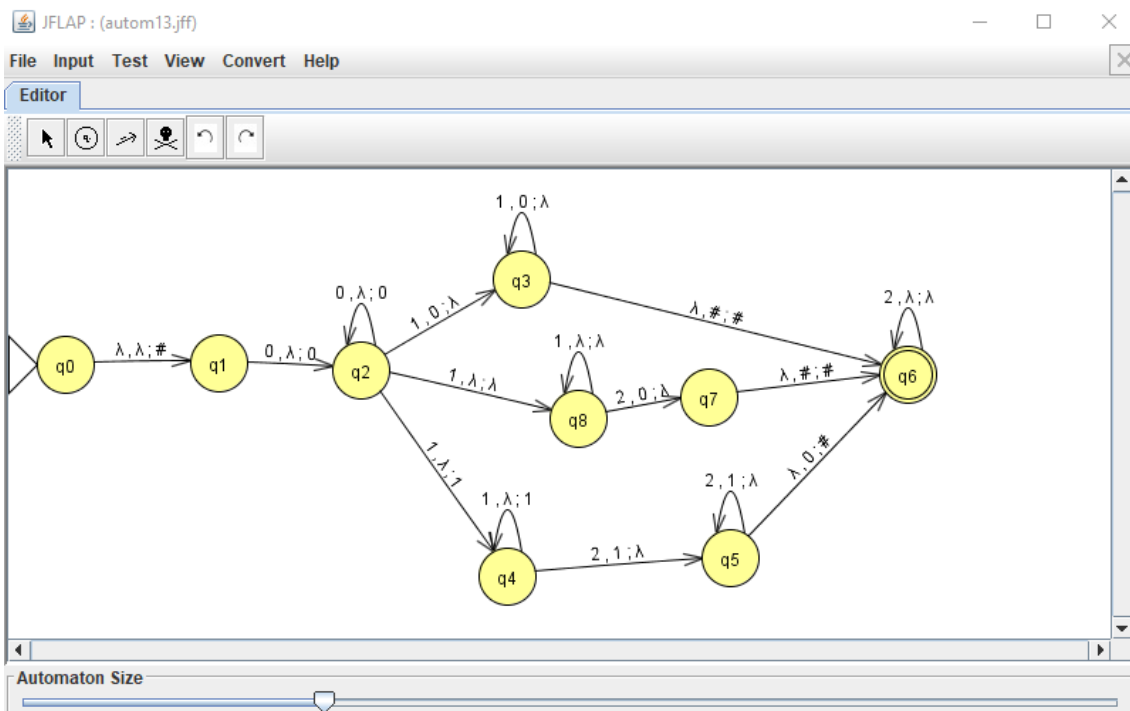 JFLAP : (autom13.jff)
File Input Test View Convert Help
Editor
1 , 0 ; λ
q3
0 , λ ; 0
1 , 0 ; λ
λ , # ; #
2 , λ ; λ
q0
λ , λ ; #
q1
0 , λ ; 0
q2
1 , λ ; λ
1 , λ ; λ
q8
2 , 0 ; λ
q7
λ , # ; #
q6
1 , λ ; 1
1 , λ ; 1
q4
2 , 1 ; λ
2 , 1 ; λ
q5
λ , 0 ; #
Automaton Size